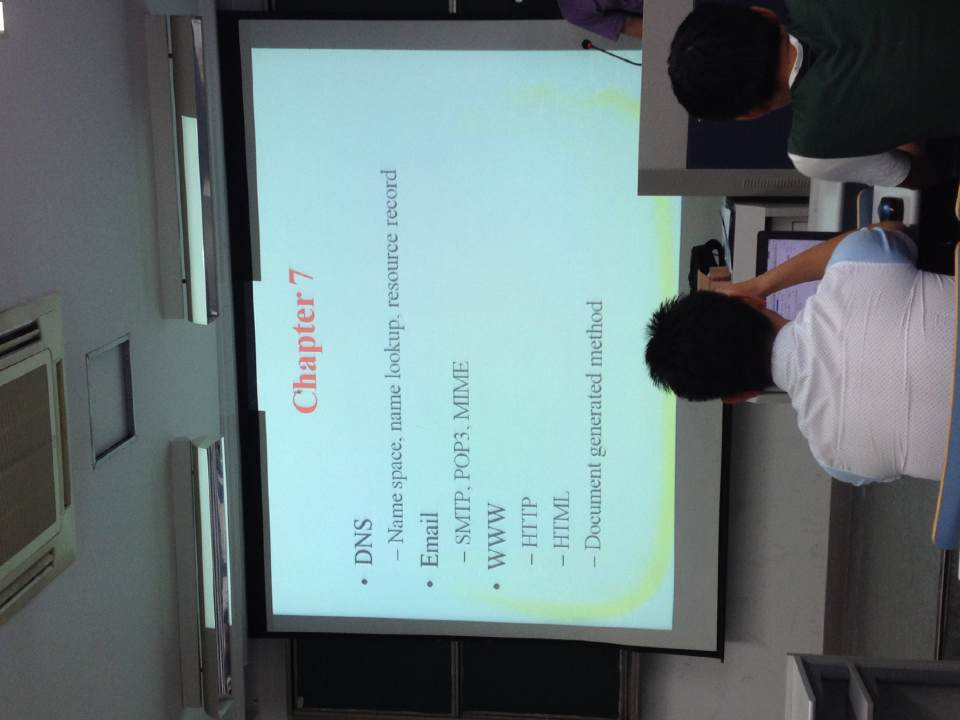 Chapter 7
• DNS
– Name space, name lookup, resource record
• Email
– SMTP, POP3, MIME
• WWW
– HTTP
– HTML
– Document generated method